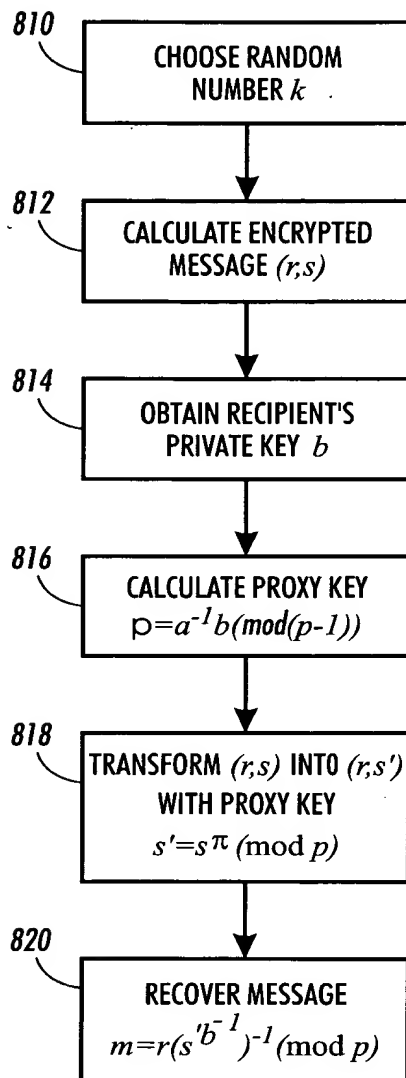 810
CHOOSE RANDOM
NUMBER k
812
CALCULATE ENCRYPTED
MESSAGE (r,s)
814
OBTAIN RECIPIENT'S
PRIVATE KEY b
816
CALCULATE PROXY KEY
p=a⁻¹b(mod(p-1))
818
TRANSFORM (r,s) INTO (r,s')
WITH PROXY KEY
s'=s^π (mod p)
820
RECOVER MESSAGE
m=r(s'^b⁻¹)⁻¹(mod p)